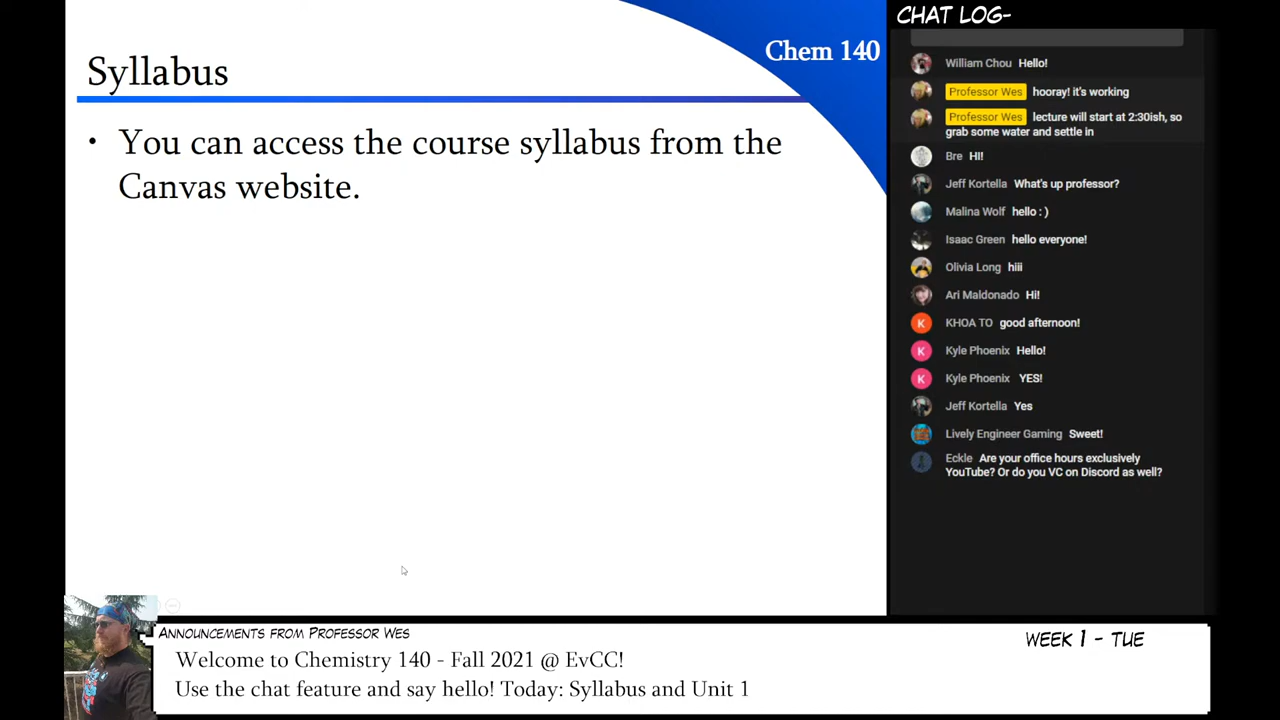 Syllabus
Chem 140
• You can access the course syllabus from the
Canvas website.
CHAT LOG-
William Chou Hello!
Professor Wes hooray! it's working
Professor Wes lecture will start at 2:30ish, so
grab some water and settle in
Bre HI!
Jeff Kortella What's up professor?
Malina Wolf hello : )
Isaac Green hello everyone!
Olivia Long hiii
Ari Maldonado Hi!
K KHOA TO good afternoon!
K Kyle Phoenix Hello!
K Kyle Phoenix YES!
Jeff Kortella Yes
Lively Engineer Gaming Sweet!
Eckle Are your office hours exclusively
YouTube? Or do you VC on Discord as well?
ANNOUNCEMENTS FROM PROFESSOR WES
WEEK 1 - TUE
Welcome to Chemistry 140 - Fall 2021 @ EvCC!
Use the chat feature and say hello! Today: Syllabus and Unit 1